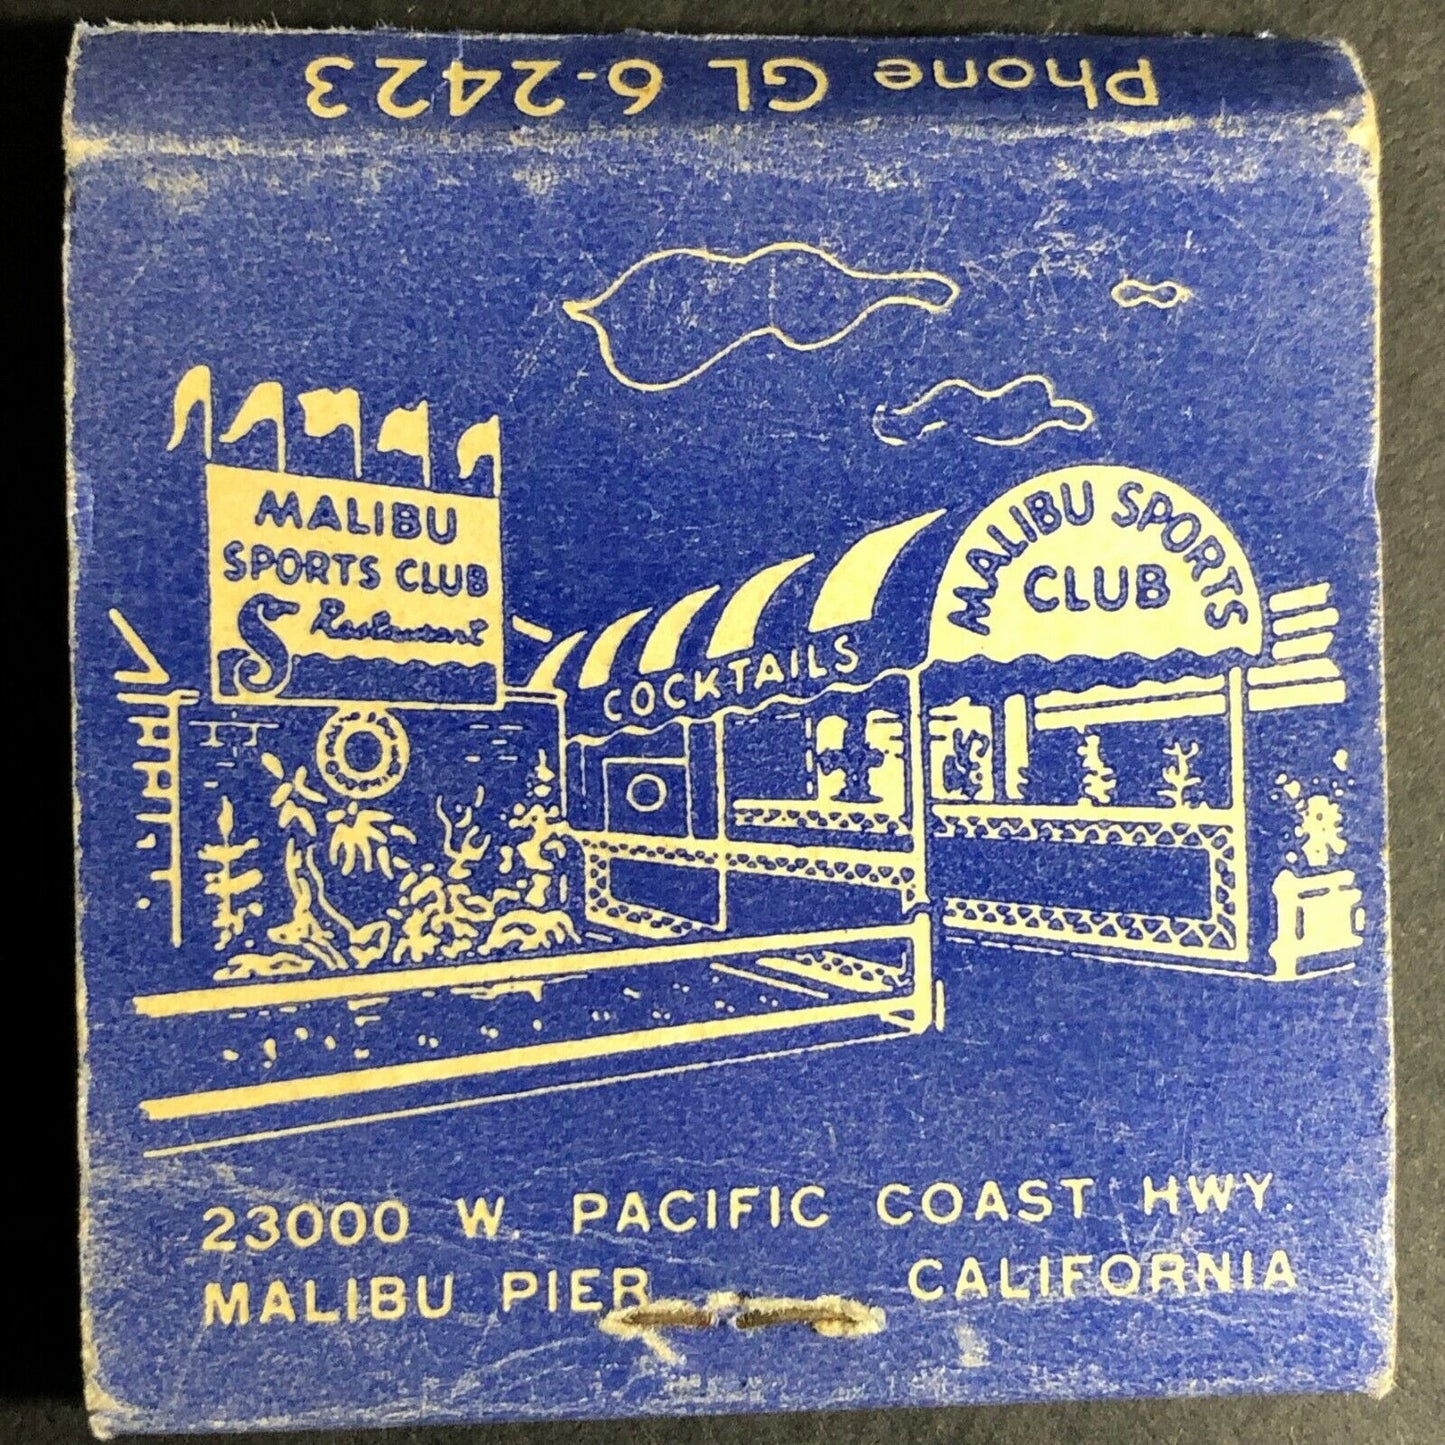 Phone GL 6-2423
MALIBU
SPORTS CLUB
Restaurant
COCKTAILS
MALIBU SPORTS
CLUB
23000 W. PACIFIC COAST HWY
MALIBU PIER CALIFORNIA